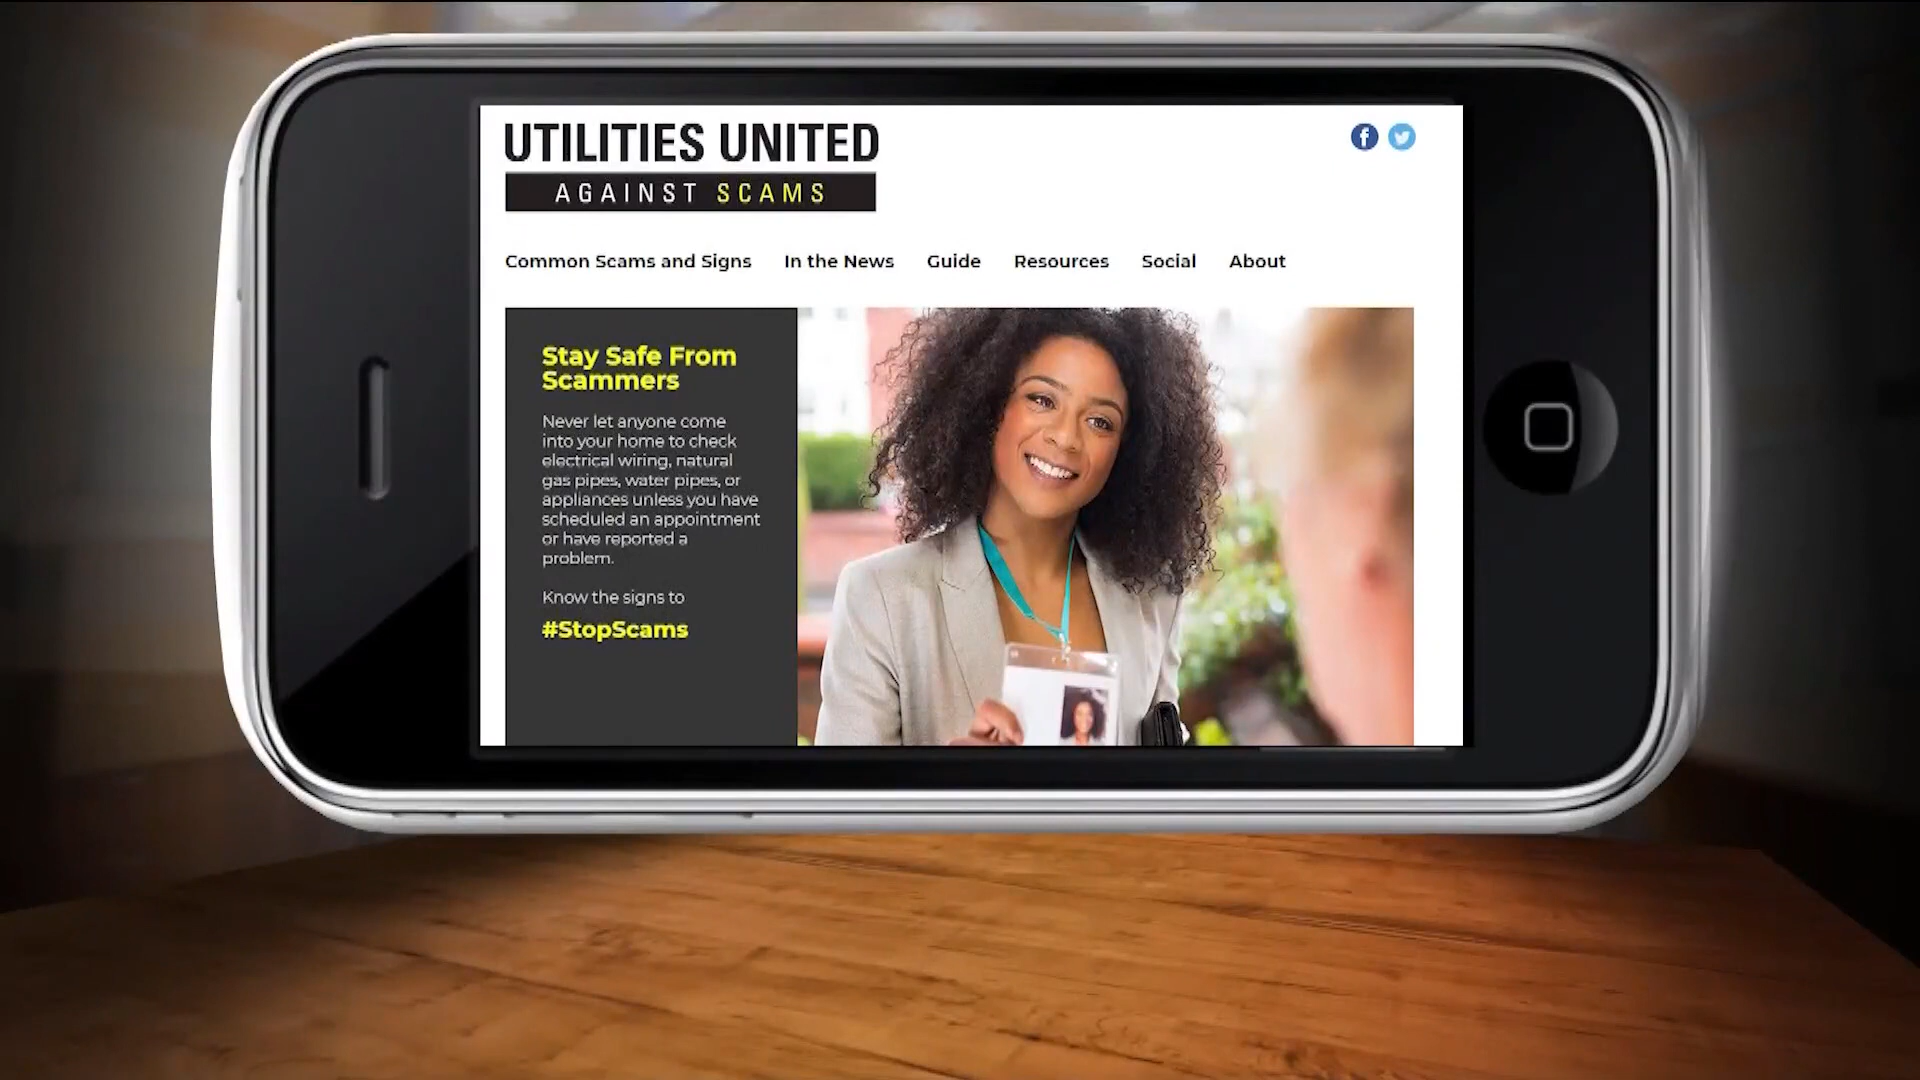 UTILITIES UNITED
AGAINST SCAMS
Common Scams and Signs In the News Guide Resources Social About
Stay Safe From
Scammers
Never let anyone come
into your home to check
electrical wiring, natural
gas pipes, water pipes, or
appliances unless you have
scheduled an appointment
or have reported a
problem.
Know the signs to
#StopScams